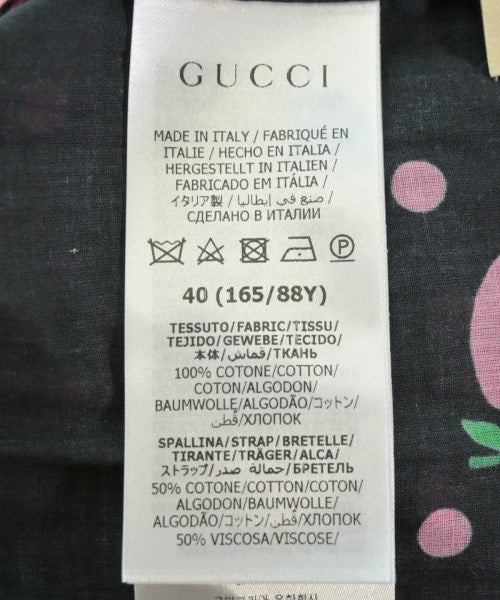 GUCCI
MADE IN ITALY / FABRIQUÉ EN
ITALIE / HECHO EN ITALIA /
HERGESTELLT IN ITALIEN /
FABRICADO EM ITÁLIA /
イタリア製 / صنع في إيطاليا /
СДЕЛАНО В ИТАЛИИ
P
40 (165/88Y)
TESSUTO/FABRIC/TISSU/
TEJIDO/GEWEBE/TECIDO/
本体/قماش/ТКАНЬ
100% COTONE/COTTON/
COTON/ALGODON/
BAUMWOLLE/ALGODÃO/コットン/
قُطن/ХЛОПОК
SPALLINA/STRAP/BRETELLE/
TIRANTE/TRÄGER/ALCA/
ストラップ/حمالة صدر/БРЕТЕЛЬ
50% COTONE/COTTON/COTON/
ALGODON/BAUMWOLLE/
ALGODÃO/コットン/قُطن/ХЛОПОК
50% VISCOSA/VISCOSE/